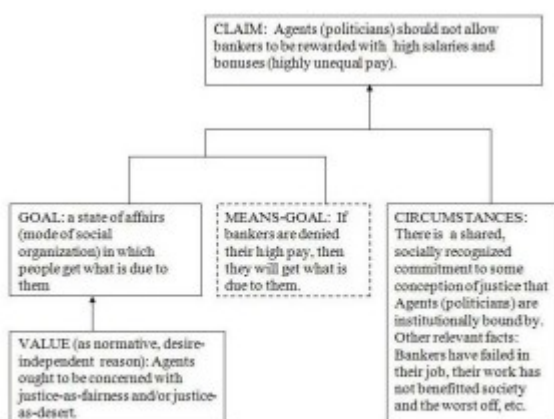 CLAIM: Agents (politicians) should not allow
bankers to be rewarded with high salaries and
bonuses (highly unequal pay).
GOAL: a state of affairs
(mode of social
organization) in which
people get what is due to
them
MEANS-GOAL: If
bankers are denied
their high pay, then
they will get what is
due to them.
CIRCUMSTANCES:
There is a shared,
socially recognized
commitment to some
conception of justice that
Agents (politicians) are
institutionally bound by.
Other relevant facts:
Bankers have failed in
their job, their work has
not benefitted society
and the worst off, etc.
VALUE (as normative, desire-
independent reason): Agents
ought to be concerned with
justice-as-fairness and/or justice-
as-desert.